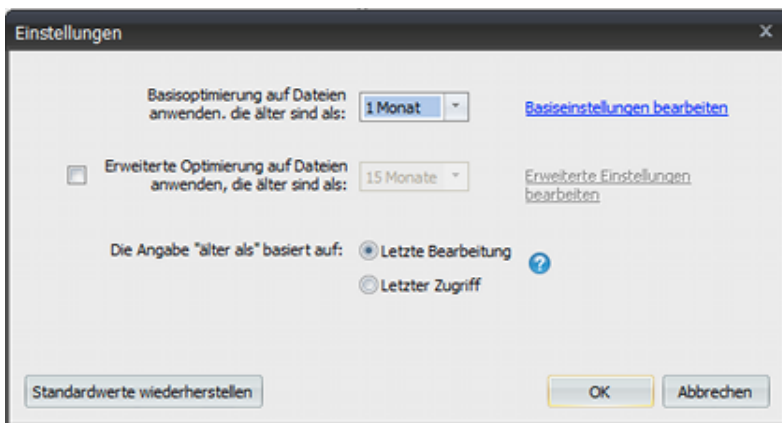 Einstellungen
Basisoptimierung auf Dateien
anwenden. die älter sind als:
1 Monat
Basiseinstellungen bearbeiten
Erweiterte Optimierung auf Dateien
anwenden, die älter sind als:
15 Monate
Erweiterte Einstellungen
bearbeiten
Die Angabe "älter als" basiert auf:
Letzte Bearbeitung
Letzter Zugriff
Standardwerte wiederherstellen
OK
Abbrechen